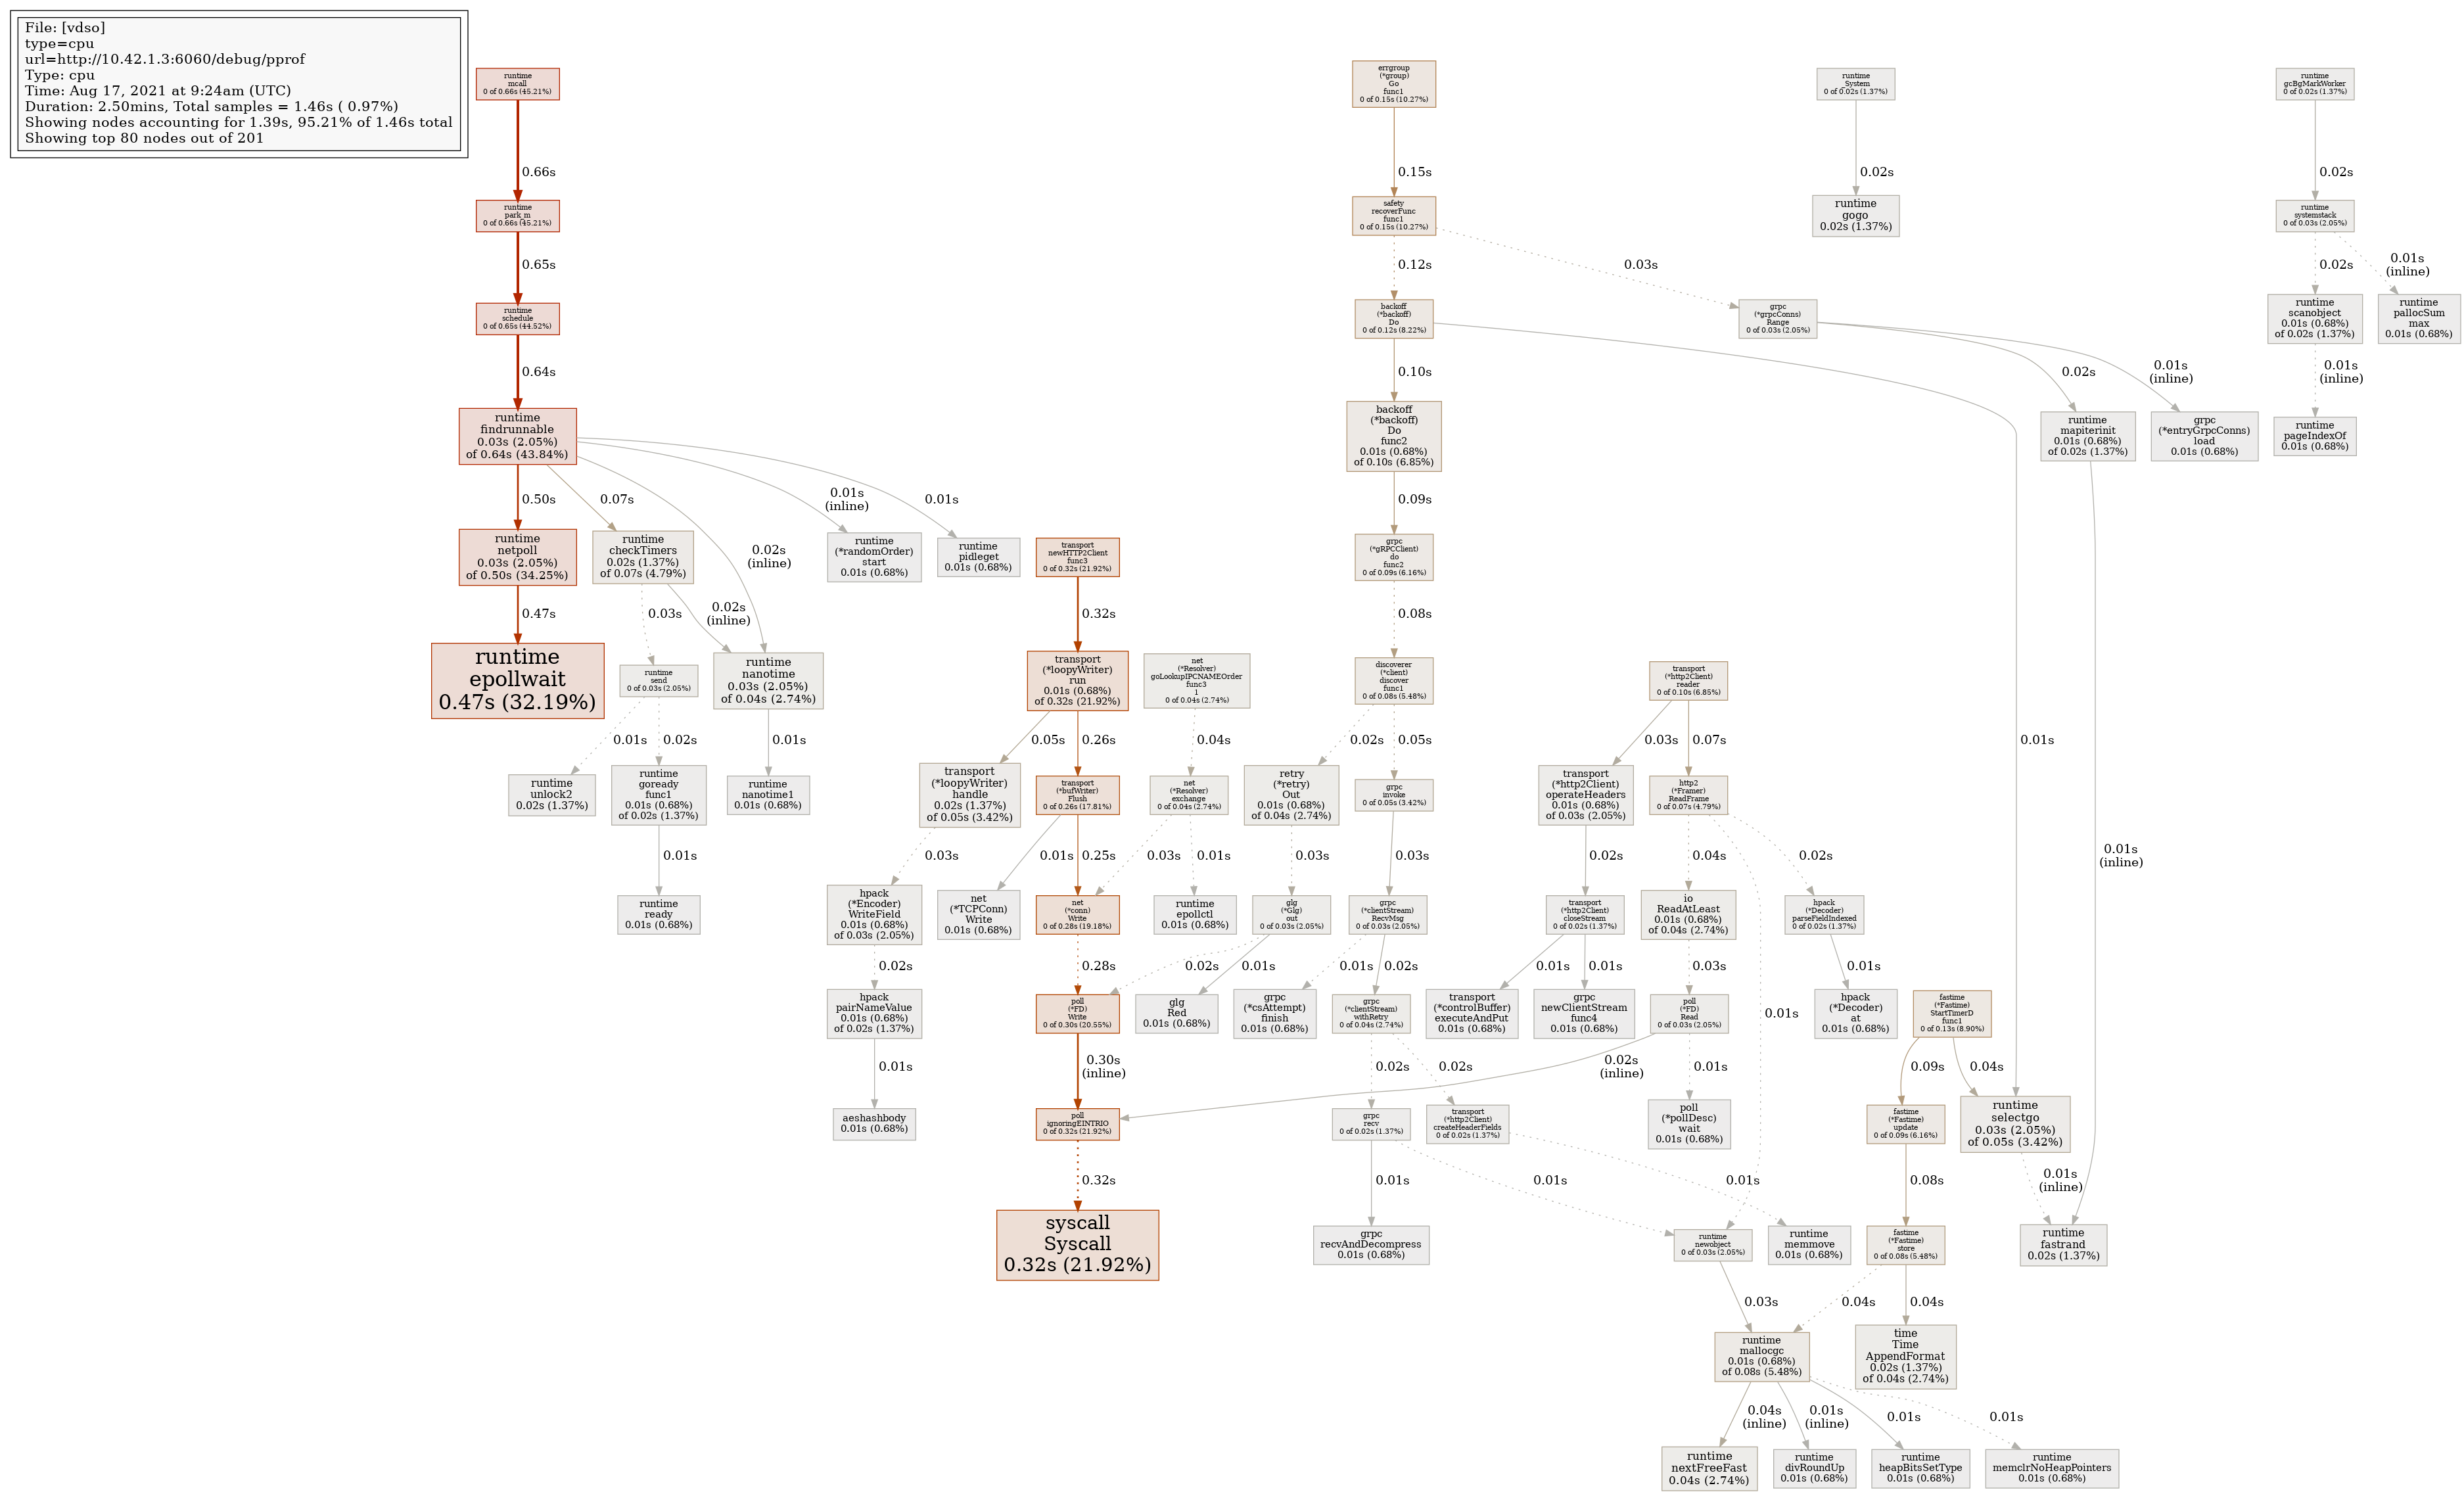 File: [vdso]
type=cpu
url=http://10.42.1.3:6060/debug/pprof
Type: cpu
Time: Aug 17, 2021 at 9:24am (UTC)
Duration: 2.50mins, Total samples = 1.46s ( 0.97%)
Showing nodes accounting for 1.39s, 95.21% of 1.46s total
Showing top 80 nodes out of 201
runtime
mcall
0 of 0.66s (45.21%)
errgroup
(*group)
Go
func1
0 of 0.15s (10.27%)
runtime
_System
0 of 0.02s (1.37%)
runtime
gcBgMarkWorker
0 of 0.02s (1.37%)
0.66s
0.15s
0.02s
0.02s
runtime
park_m
0 of 0.66s (45.21%)
safety
recoverFunc
func1
0 of 0.15s (10.27%)
runtime
gogo
0.02s (1.37%)
runtime
systemstack
0 of 0.03s (2.05%)
0.65s
0.12s
0.03s
0.02s
0.01s
(inline)
runtime
schedule
0 of 0.65s (44.52%)
backoff
(*backoff)
Do
0 of 0.12s (8.22%)
grpc
(*grpcConns)
Range
0 of 0.03s (2.05%)
runtime
scanobject
0.01s (0.68%)
of 0.02s (1.37%)
runtime
pallocSum
max
0.01s (0.68%)
0.64s
0.10s
0.02s
0.01s
(inline)
0.01s
(inline)
runtime
findrunnable
0.03s (2.05%)
of 0.64s (43.84%)
backoff
(*backoff)
Do
func2
0.01s (0.68%)
of 0.10s (6.85%)
runtime
mapiterinit
0.01s (0.68%)
of 0.02s (1.37%)
grpc
(*entryGrpcConns)
load
0.01s (0.68%)
runtime
pageIndexOf
0.01s (0.68%)
0.50s
0.07s
0.02s
(inline)
0.01s
(inline)
0.01s
0.09s
runtime
netpoll
0.03s (2.05%)
of 0.50s (34.25%)
runtime
checkTimers
0.02s (1.37%)
of 0.07s (4.79%)
runtime
(*randomOrder)
start
0.01s (0.68%)
runtime
pidleget
0.01s (0.68%)
transport
newHTTP2Client
func3
0 of 0.32s (21.92%)
grpc
(*gRPCClient)
do
func2
0 of 0.09s (6.16%)
0.47s
0.03s
0.02s
(inline)
0.32s
0.08s
runtime
epollwait
0.47s (32.19%)
runtime
send
0 of 0.03s (2.05%)
runtime
nanotime
0.03s (2.05%)
of 0.04s (2.74%)
transport
(*loopyWriter)
run
0.01s (0.68%)
of 0.32s (21.92%)
net
(*Resolver)
goLookupIPCNAMEOrder
func3
1
0 of 0.04s (2.74%)
discoverer
(*client)
discover
func1
0 of 0.08s (5.48%)
transport
(*http2Client)
reader
0 of 0.10s (6.85%)
0.01s
0.02s
0.01s
0.05s
0.26s
0.04s
0.02s
0.05s
0.03s
0.07s
0.01s
runtime
unlock2
0.02s (1.37%)
runtime
goready
func1
0.01s (0.68%)
of 0.02s (1.37%)
runtime
nanotime1
0.01s (0.68%)
transport
(*loopyWriter)
handle
0.02s (1.37%)
of 0.05s (3.42%)
transport
(*bufWriter)
Flush
0 of 0.26s (17.81%)
net
(*Resolver)
exchange
0 of 0.04s (2.74%)
retry
(*retry)
Out
0.01s (0.68%)
of 0.04s (2.74%)
grpc
invoke
0 of 0.05s (3.42%)
transport
(*http2Client)
operateHeaders
0.01s (0.68%)
of 0.03s (2.05%)
http2
(*Framer)
ReadFrame
0 of 0.07s (4.79%)
0.01s
0.03s
0.01s
0.25s
0.03s
0.01s
0.03s
0.03s
0.02s
0.04s
0.02s
0.01s
(inline)
runtime
ready
0.01s (0.68%)
hpack
(*Encoder)
WriteField
0.01s (0.68%)
of 0.03s (2.05%)
net
(*TCPConn)
Write
0.01s (0.68%)
net
(*conn)
Write
0 of 0.28s (19.18%)
runtime
epollctl
0.01s (0.68%)
glg
(*Glg)
out
0 of 0.03s (2.05%)
grpc
(*clientStream)
RecvMsg
0 of 0.03s (2.05%)
transport
(*http2Client)
closeStream
0 of 0.02s (1.37%)
io
ReadAtLeast
0.01s (0.68%)
of 0.04s (2.74%)
hpack
(*Decoder)
parseFieldIndexed
0 of 0.02s (1.37%)
0.02s
0.28s
0.02s
0.01s
0.01s
0.02s
0.01s
0.01s
0.03s
0.01s
0.01s
hpack
pairNameValue
0.01s (0.68%)
of 0.02s (1.37%)
poll
(*FD)
Write
0 of 0.30s (20.55%)
glg
Red
0.01s (0.68%)
grpc
(*csAttempt)
finish
0.01s (0.68%)
grpc
(*clientStream)
withRetry
0 of 0.04s (2.74%)
transport
(*controlBuffer)
executeAndPut
0.01s (0.68%)
grpc
newClientStream
func4
0.01s (0.68%)
poll
(*FD)
Read
0 of 0.03s (2.05%)
hpack
(*Decoder)
at
0.01s (0.68%)
fastime
(*Fastime)
StartTimerD
func1
0 of 0.13s (8.90%)
0.01s
0.30s
(inline)
0.02s
0.02s
0.02s
(inline)
0.01s
0.09s
0.04s
aeshashbody
0.01s (0.68%)
poll
ignoringEINTRIO
0 of 0.32s (21.92%)
grpc
recv
0 of 0.02s (1.37%)
transport
(*http2Client)
createHeaderFields
0 of 0.02s (1.37%)
poll
(*pollDesc)
wait
0.01s (0.68%)
fastime
(*Fastime)
update
0 of 0.09s (6.16%)
runtime
selectgo
0.03s (2.05%)
of 0.05s (3.42%)
0.32s
0.01s
0.01s
0.01s
0.08s
0.01s
(inline)
syscall
Syscall
0.32s (21.92%)
grpc
recvAndDecompress
0.01s (0.68%)
runtime
newobject
0 of 0.03s (2.05%)
runtime
memmove
0.01s (0.68%)
fastime
(*Fastime)
store
0 of 0.08s (5.48%)
runtime
fastrand
0.02s (1.37%)
0.03s
0.04s
0.04s
runtime
mallocgc
0.01s (0.68%)
of 0.08s (5.48%)
time
Time
AppendFormat
0.02s (1.37%)
of 0.04s (2.74%)
0.04s
(inline)
0.01s
(inline)
0.01s
0.01s
runtime
nextFreeFast
0.04s (2.74%)
runtime
divRoundUp
0.01s (0.68%)
runtime
heapBitsSetType
0.01s (0.68%)
runtime
memclrNoHeapPointers
0.01s (0.68%)